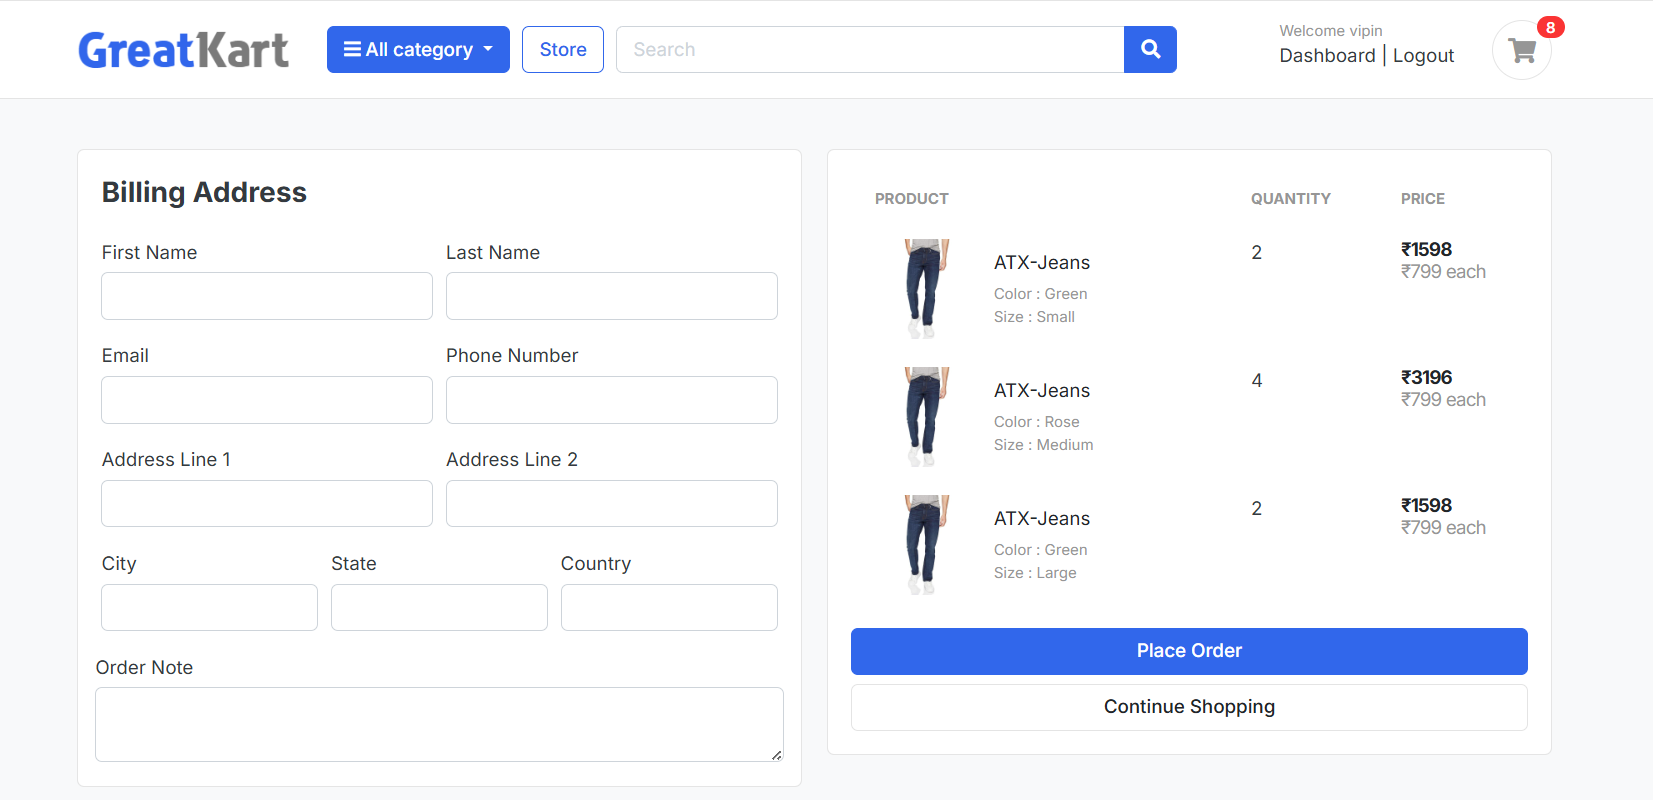 GreatKart
All category
Store
Search
Welcome vipin
Dashboard | Logout
8
Billing Address
First Name
Last Name
Email
Phone Number
Address Line 1
Address Line 2
City
State
Country
Order Note
PRODUCT QUANTITY PRICE
ATX-Jeans
Color : Green
Size : Small
2
₹1598
₹799 each
ATX-Jeans
Color : Rose
Size : Medium
4
₹3196
₹799 each
ATX-Jeans
Color : Green
Size : Large
2
₹1598
₹799 each
Place Order
Continue Shopping